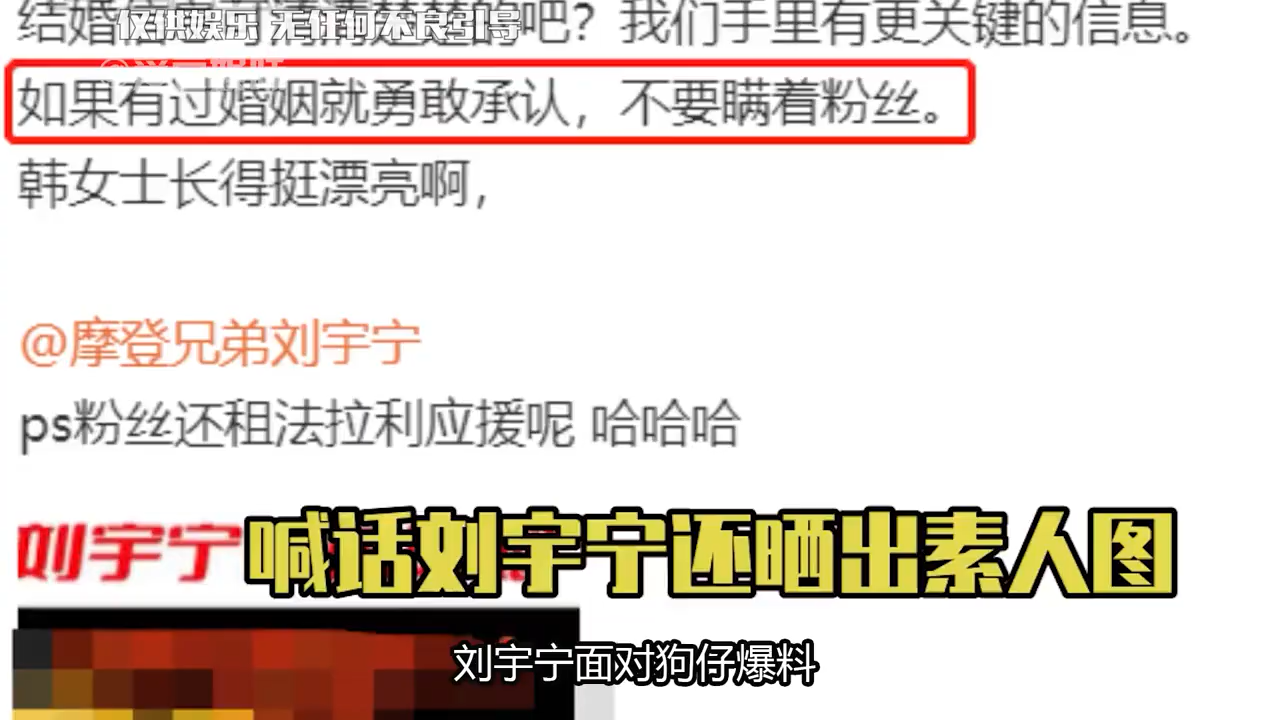 仅供娱乐 无任何不良引导
吧？我们手里有更关键的信息。
如果有过婚姻就勇敢承认，不要瞒着粉丝。
韩女士长得挺漂亮啊，
@摩登兄弟刘宇宁
ps粉丝还租法拉利应援呢 哈哈哈
刘宇宁
喊话刘宇宁还晒出素人图
刘宇宁面对狗仔爆料